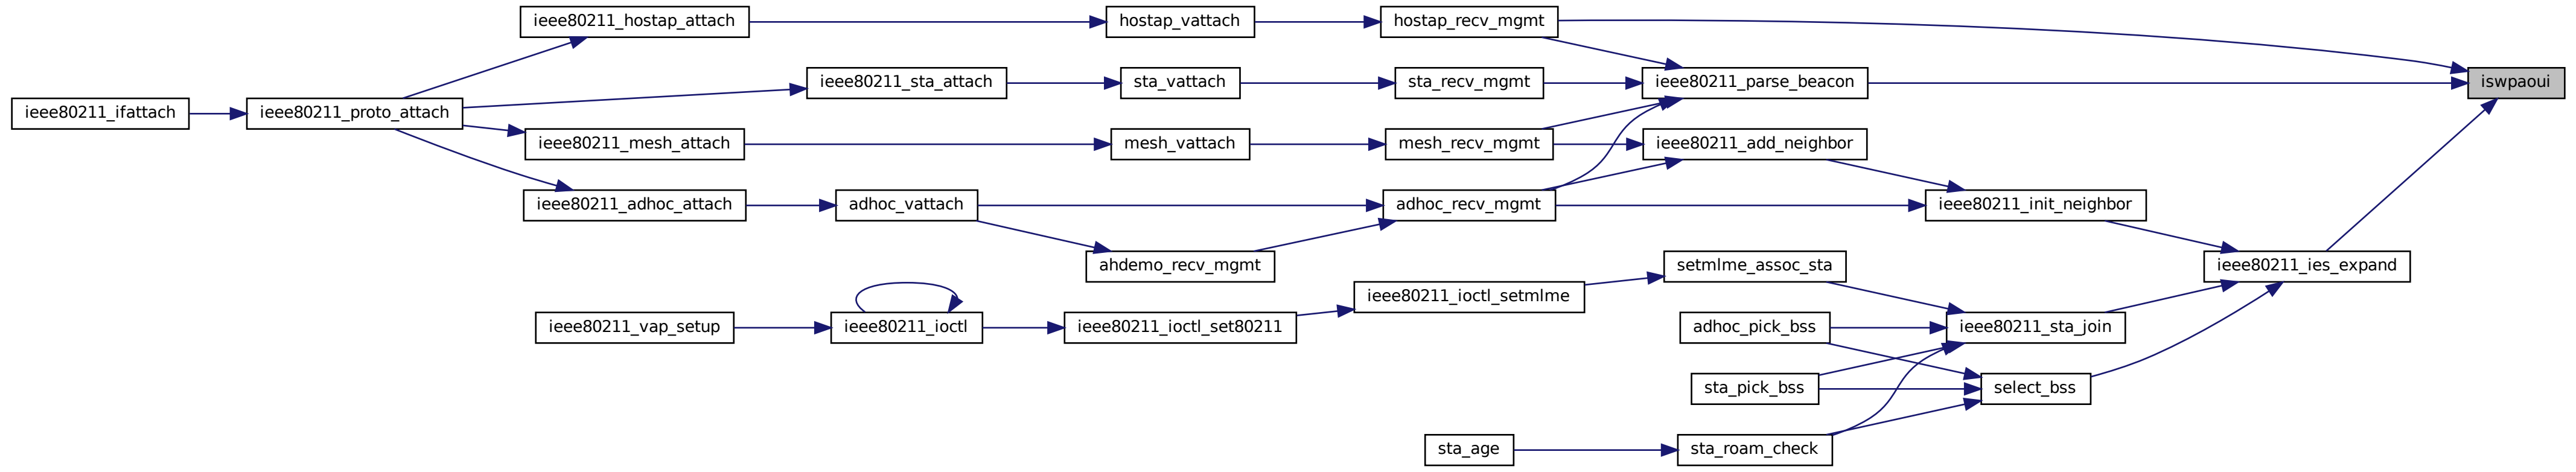 ieee80211_hostap_attach
hostap_vattach
hostap_recv_mgmt
ieee80211_sta_attach
sta_vattach
sta_recv_mgmt
ieee80211_parse_beacon
iswpaoui
ieee80211_ifattach
ieee80211_proto_attach
ieee80211_mesh_attach
mesh_vattach
mesh_recv_mgmt
ieee80211_add_neighbor
ieee80211_adhoc_attach
adhoc_vattach
adhoc_recv_mgmt
ieee80211_init_neighbor
ahdemo_recv_mgmt
setmlme_assoc_sta
ieee80211_ies_expand
ieee80211_ioctl_setmlme
ieee80211_vap_setup
ieee80211_ioctl
ieee80211_ioctl_set80211
adhoc_pick_bss
ieee80211_sta_join
sta_pick_bss
select_bss
sta_age
sta_roam_check